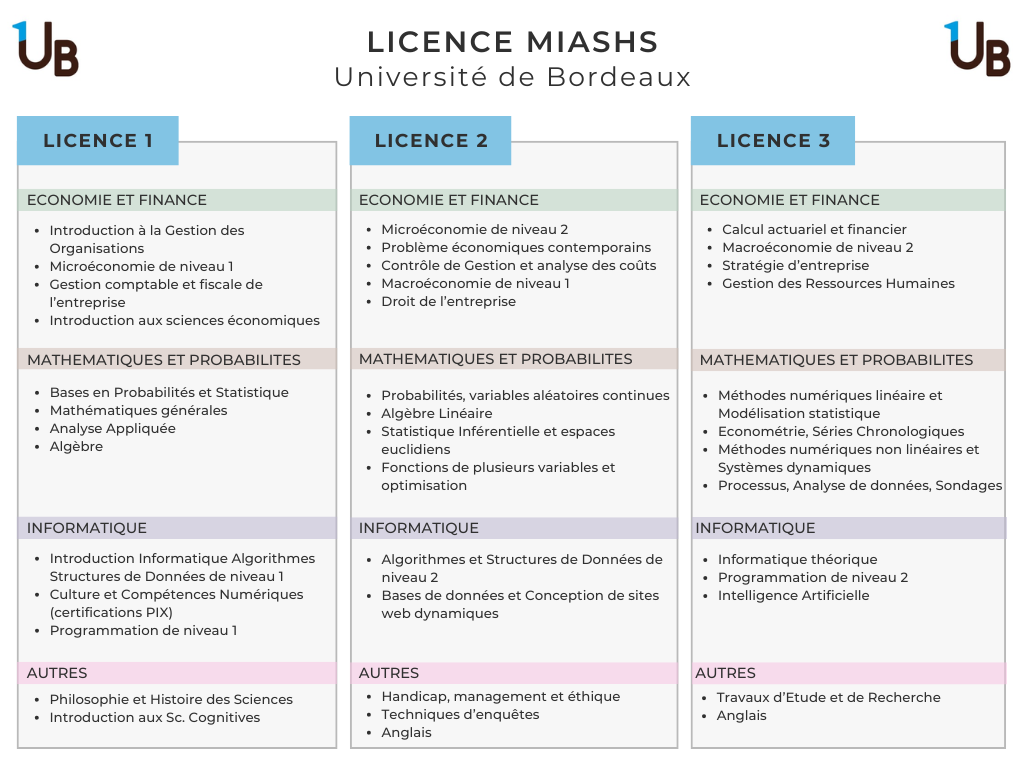 1UB
LICENCE MIASHS
1UB
Université de Bordeaux
LICENCE 1
ECONOMIE ET FINANCE
• Introduction à la Gestion des
Organisations
• Microéconomie de niveau 1
• Gestion comptable et fiscale de
l'entreprise
• Introduction aux sciences économiques
MATHEMATIQUES ET PROBABILITES
• Bases en Probabilités et Statistique
• Mathématiques générales
• Analyse Appliquée
• Algèbre
INFORMATIQUE
• Introduction Informatique Algorithmes
Structures de Données de niveau 1
• Culture et Compétences Numériques
(certifications PIX)
• Programmation de niveau 1
AUTRES
• Philosophie et Histoire des Sciences
• Introduction aux Sc. Cognitives
LICENCE 2
ECONOMIE ET FINANCE
• Microéconomie de niveau 2
• Problème économiques contemporains
• Contrôle de Gestion et analyse des coûts
• Macroéconomie de niveau 1
• Droit de l'entreprise
MATHEMATIQUES ET PROBABILITES
• Probabilités, variables aléatoires continues
• Algèbre Linéaire
• Statistique Inférentielle et espaces
euclidiens
• Fonctions de plusieurs variables et
optimisation
INFORMATIQUE
• Algorithmes et Structures de Données de
niveau 2
• Bases de données et Conception de sites
web dynamiques
AUTRES
• Handicap, management et éthique
• Techniques d'enquêtes
• Anglais
LICENCE 3
ECONOMIE ET FINANCE
• Calcul actuariel et financier
• Macroéconomie de niveau 2
• Stratégie d'entreprise
• Gestion des Ressources Humaines
MATHEMATIQUES ET PROBABILITES
• Méthodes numériques linéaire et
Modélisation statistique
• Econométrie, Séries Chronologiques
• Méthodes numériques non linéaires et
Systèmes dynamiques
• Processus, Analyse de données, Sondages
INFORMATIQUE
• Informatique théorique
• Programmation de niveau 2
• Intelligence Artificielle
AUTRES
• Travaux d'Etude et de Recherche
• Anglais